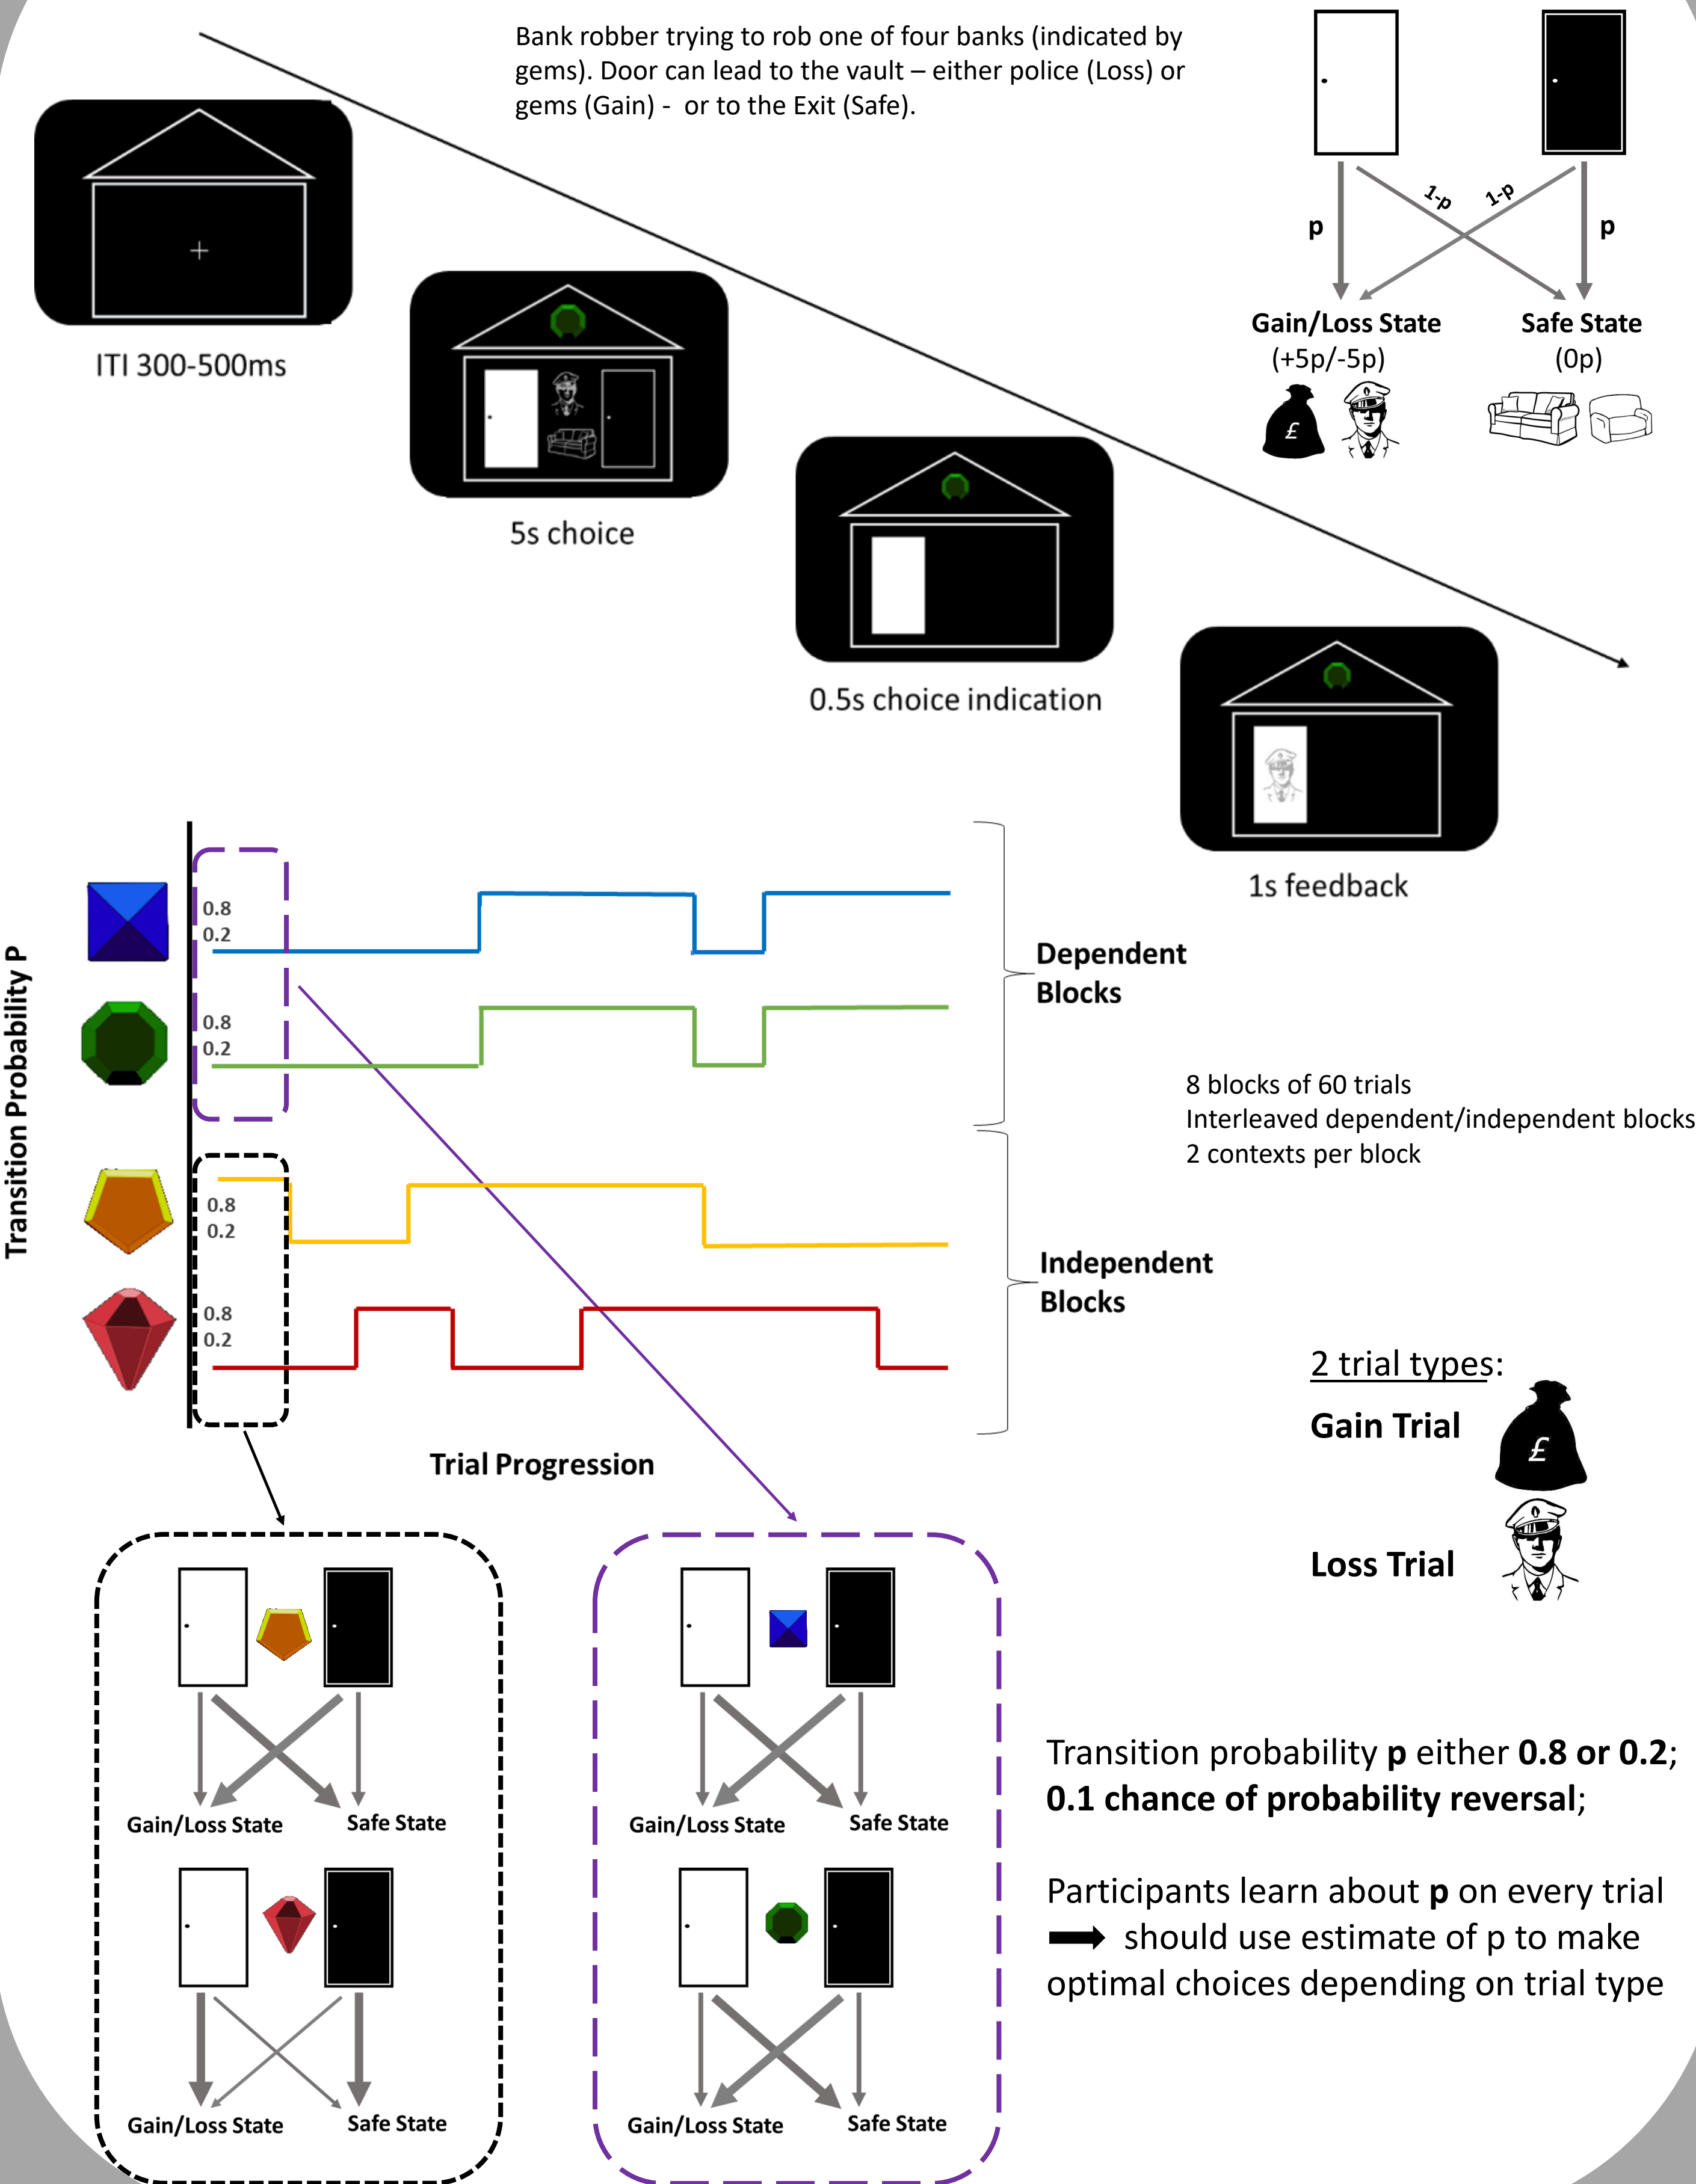 Bank robber trying to rob one of four banks (indicated by
gems). Door can lead to the vault – either police (Loss) or
gems (Gain) - or to the Exit (Safe).
1-p
1-p
p
p
Gain/Loss State
(+5p/-5p)
Safe State
(0p)
£
ITI 300-500ms
5s choice
0.5s choice indication
1s feedback
Transition Probability P
0.8
0.2
0.8
0.2
Dependent
Blocks
0.8
0.2
0.8
0.2
Independent
Blocks
Trial Progression
8 blocks of 60 trials
Interleaved dependent/independent blocks
2 contexts per block
2 trial types:
Gain Trial
£
Loss Trial
Gain/Loss State
Safe State
Gain/Loss State
Safe State
Gain/Loss State
Safe State
Gain/Loss State
Safe State
Transition probability p either 0.8 or 0.2;
0.1 chance of probability reversal;
Participants learn about p on every trial
should use estimate of p to make
optimal choices depending on trial type